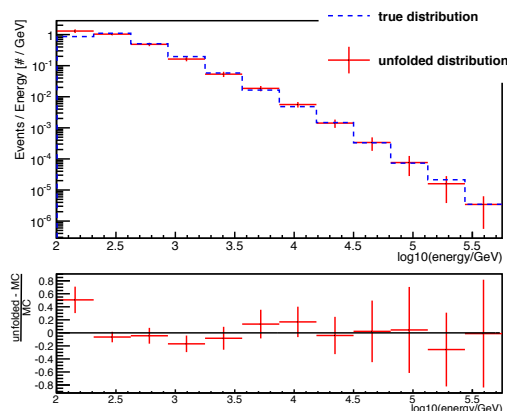 true distribution
unfolded distribution
Events / Energy [# / GeV]
1
10^-1
10^-2
10^-3
10^-4
10^-5
10^-6
2 2.5 3 3.5 4 4.5 5 5.5
log10(energy/GeV)
unfolded - MC
MC
0.8
0.6
0.4
0.2
0
-0.2
-0.4
-0.6
-0.8
2 2.5 3 3.5 4 4.5 5 5.5
log10(energy/GeV)